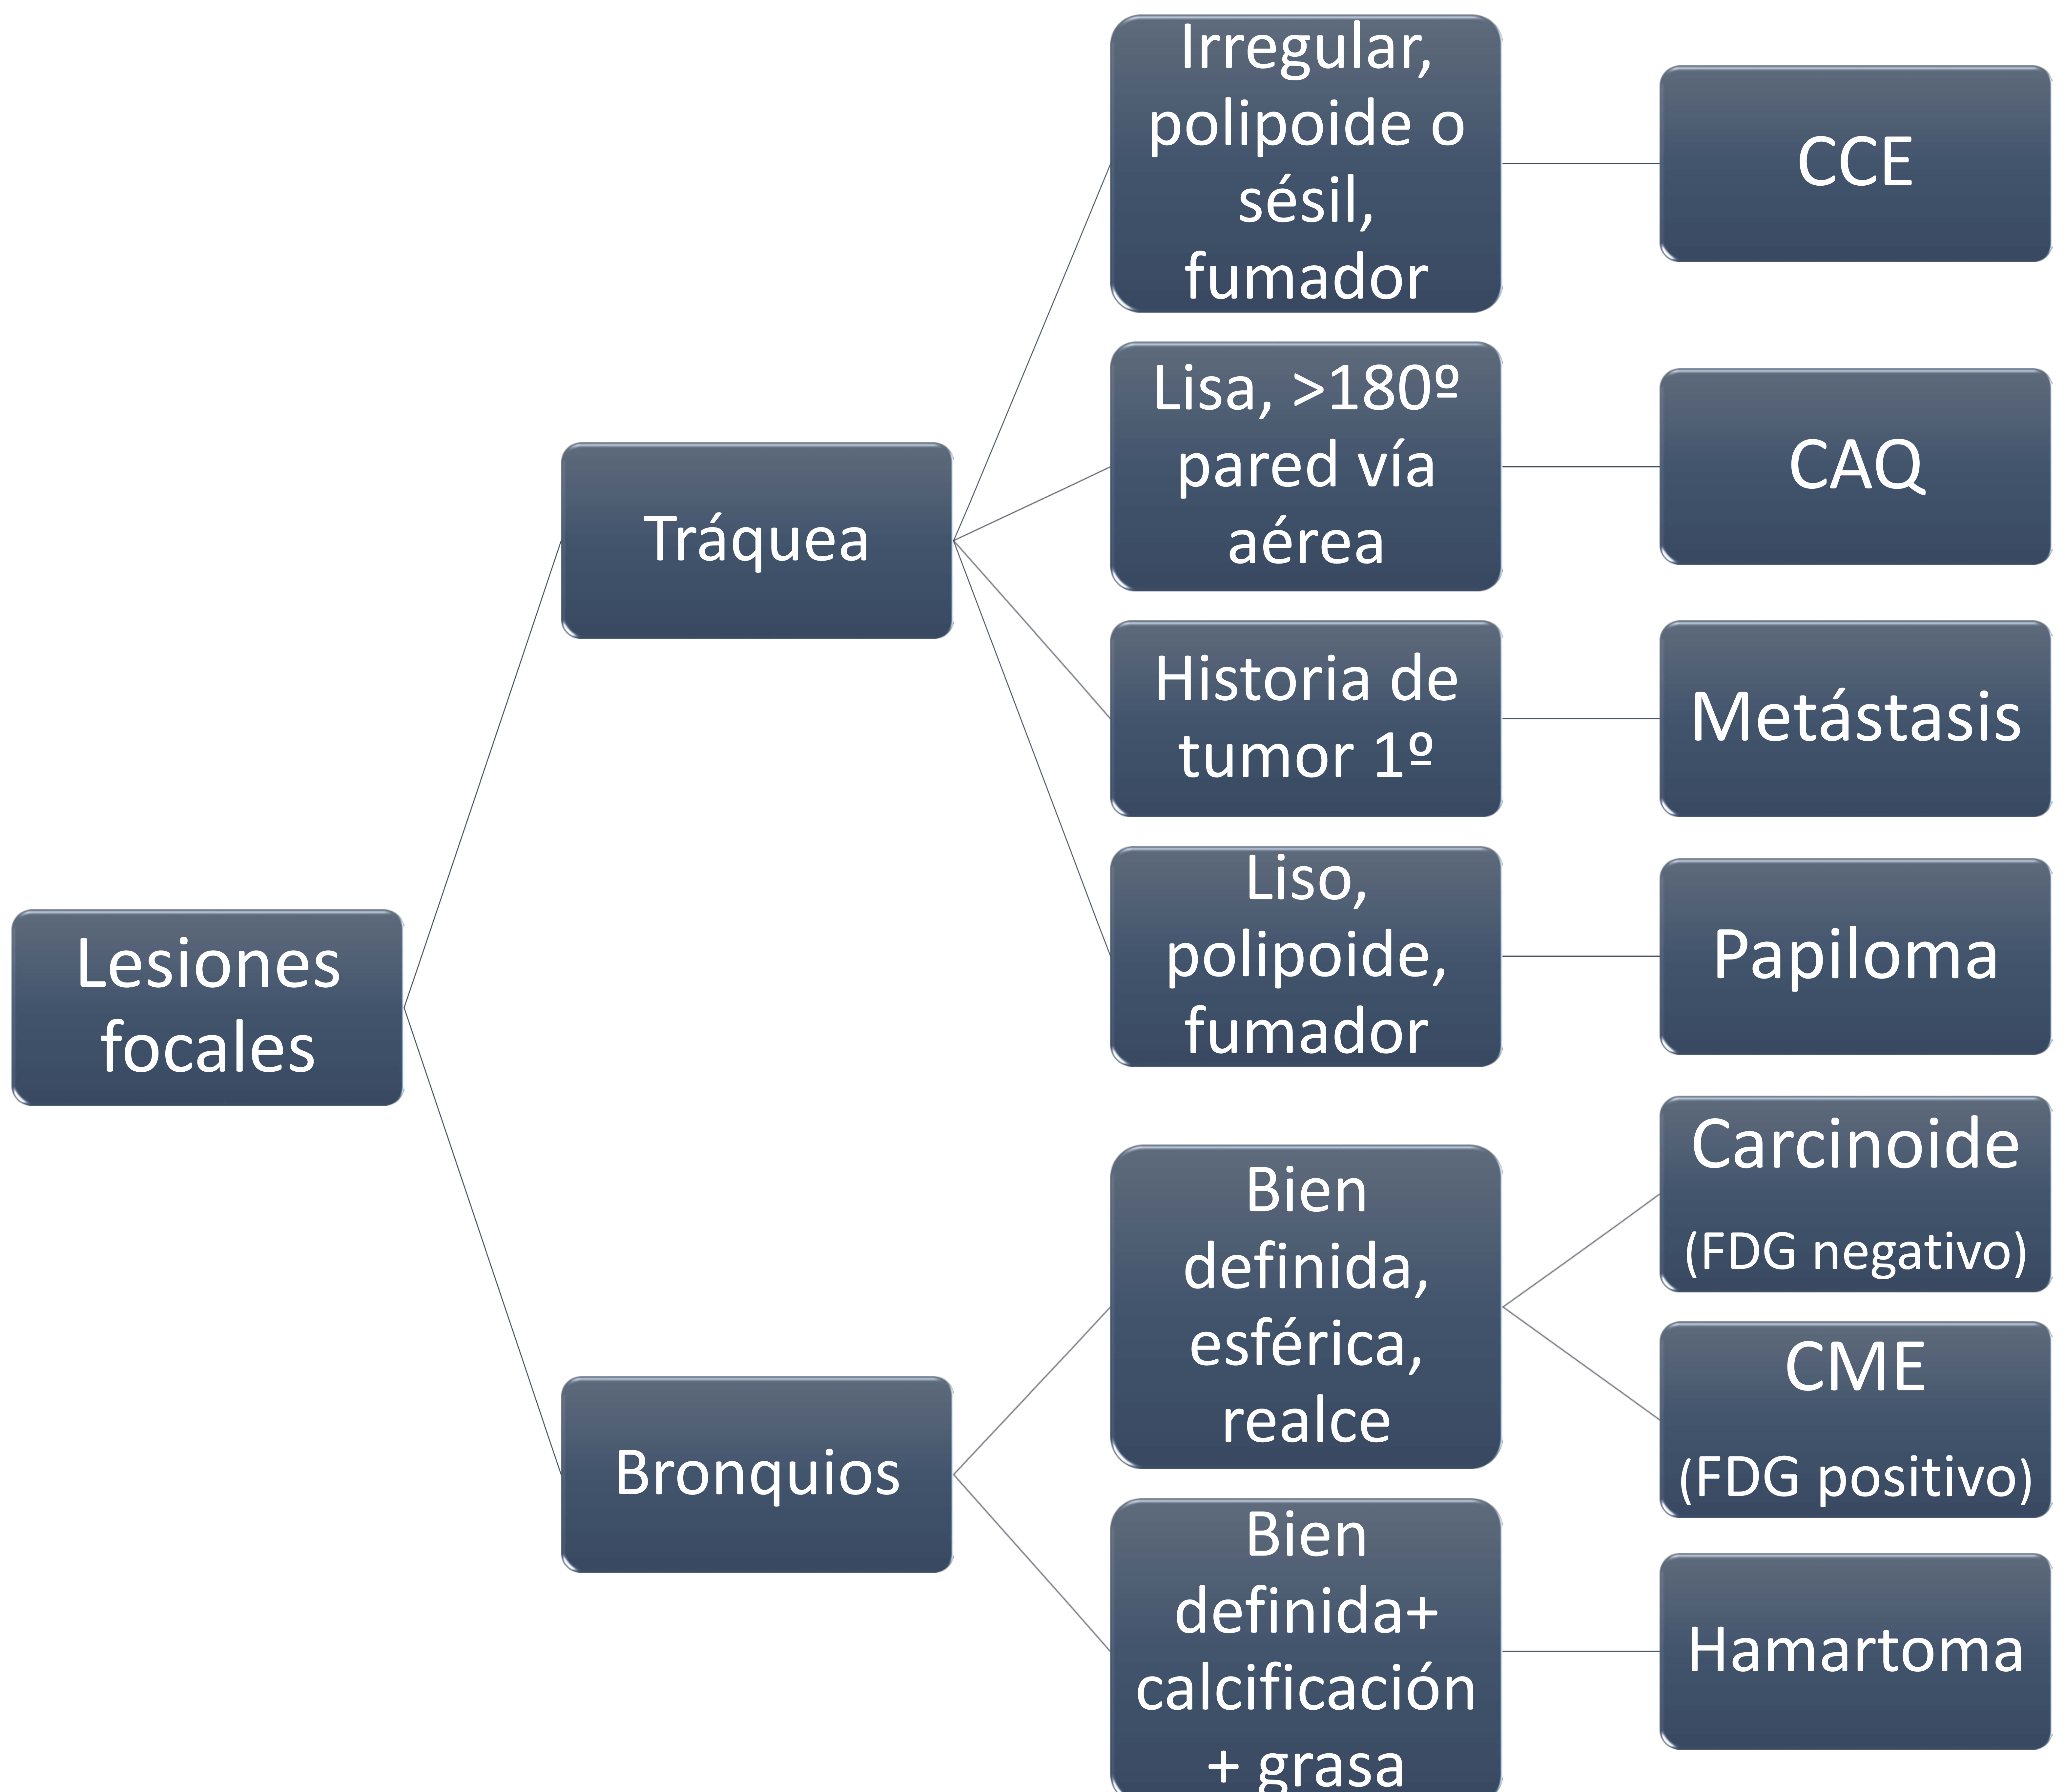 Lesiones
focales
Tráquea
Irregular,
polipoide o
sésil,
fumador
CCE
Lisa, >180º
pared vía
aérea
CAQ
Historia de
tumor 1º
Metástasis
Liso,
polipoide,
fumador
Papiloma
Bronquios
Bien
definida,
esférica,
realce
Carcinoide
(FDG negativo)
CME
(FDG positivo)
Bien
definida+
calcificación
+ grasa
Hamartoma